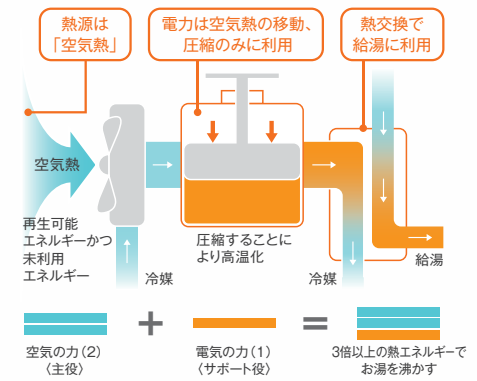 熱源は
「空気熱」
電力は空気熱の移動、
圧縮のみに利用
熱交換で
給湯に利用
空気熱
再生可能
エネルギーかつ
未利用
エネルギー
冷媒
圧縮することに
より高温化
冷媒
給湯
空気の力（2）
〈主役〉
+
電気の力（1）
〈サポート役〉
=
3倍以上の熱エネルギーで
お湯を沸かす